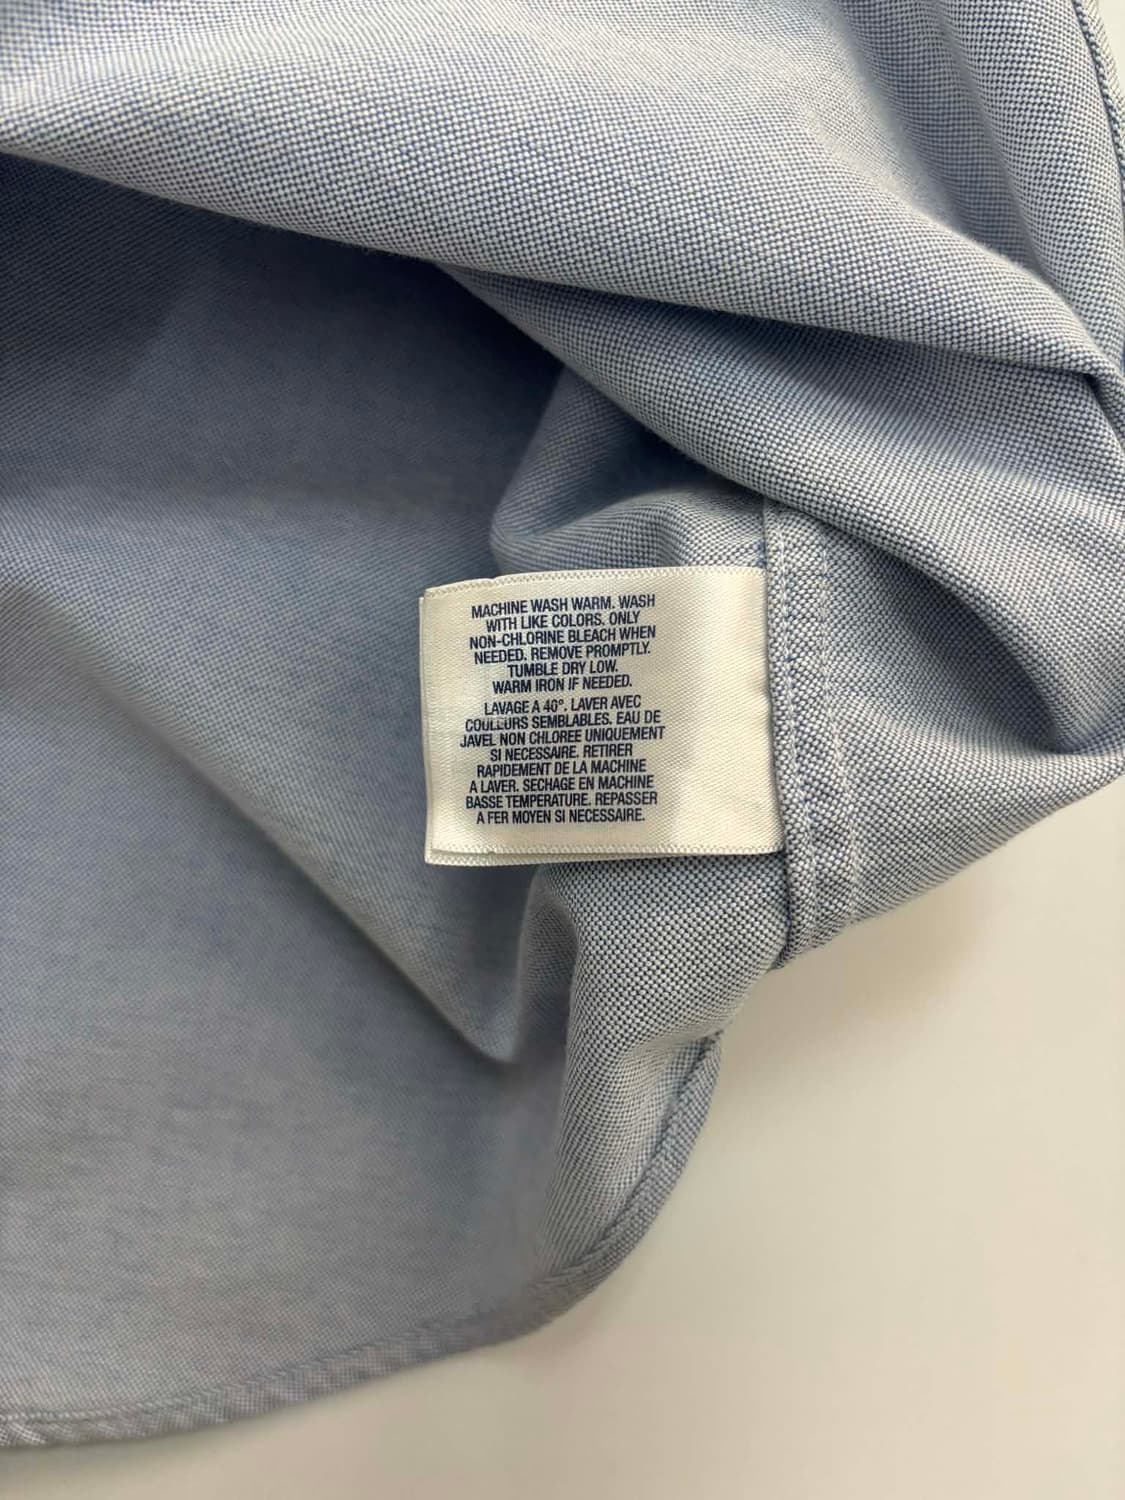 MACHINE WASH WARM. WASH
WITH LIKE COLORS. ONLY
NON-CHLORINE BLEACH WHEN
NEEDED. REMOVE PROMPTLY.
TUMBLE DRY LOW.
WARM IRON IF NEEDED.
LAVAGE A 40°. LAVER AVEC
COULEURS SEMBLABLES. EAU DE
JAVEL NON CHLOREE UNIQUEMENT
SI NECESSAIRE. RETIRER
RAPIDEMENT DE LA MACHINE
A LAVER. SECHAGE EN MACHINE
BASSE TEMPERATURE. REPASSER
A FER MOYEN SI NECESSAIRE.